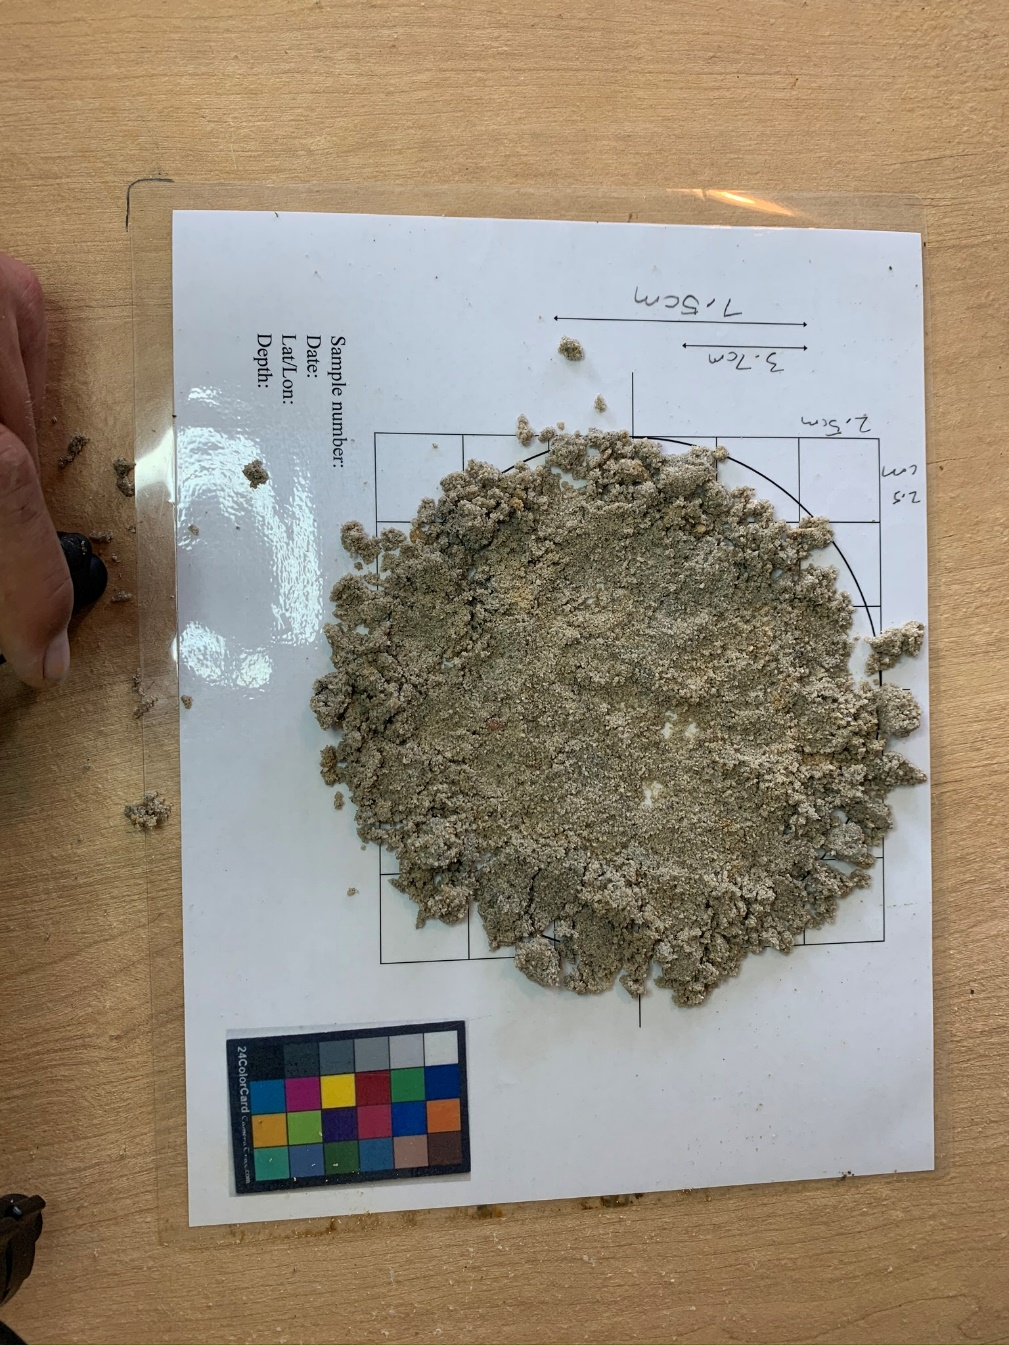 Sample number:
Date:
Lat/Lon:
Depth:
7.5cm
3.7cm
2.5cm
2.5
cm
24ColorCard